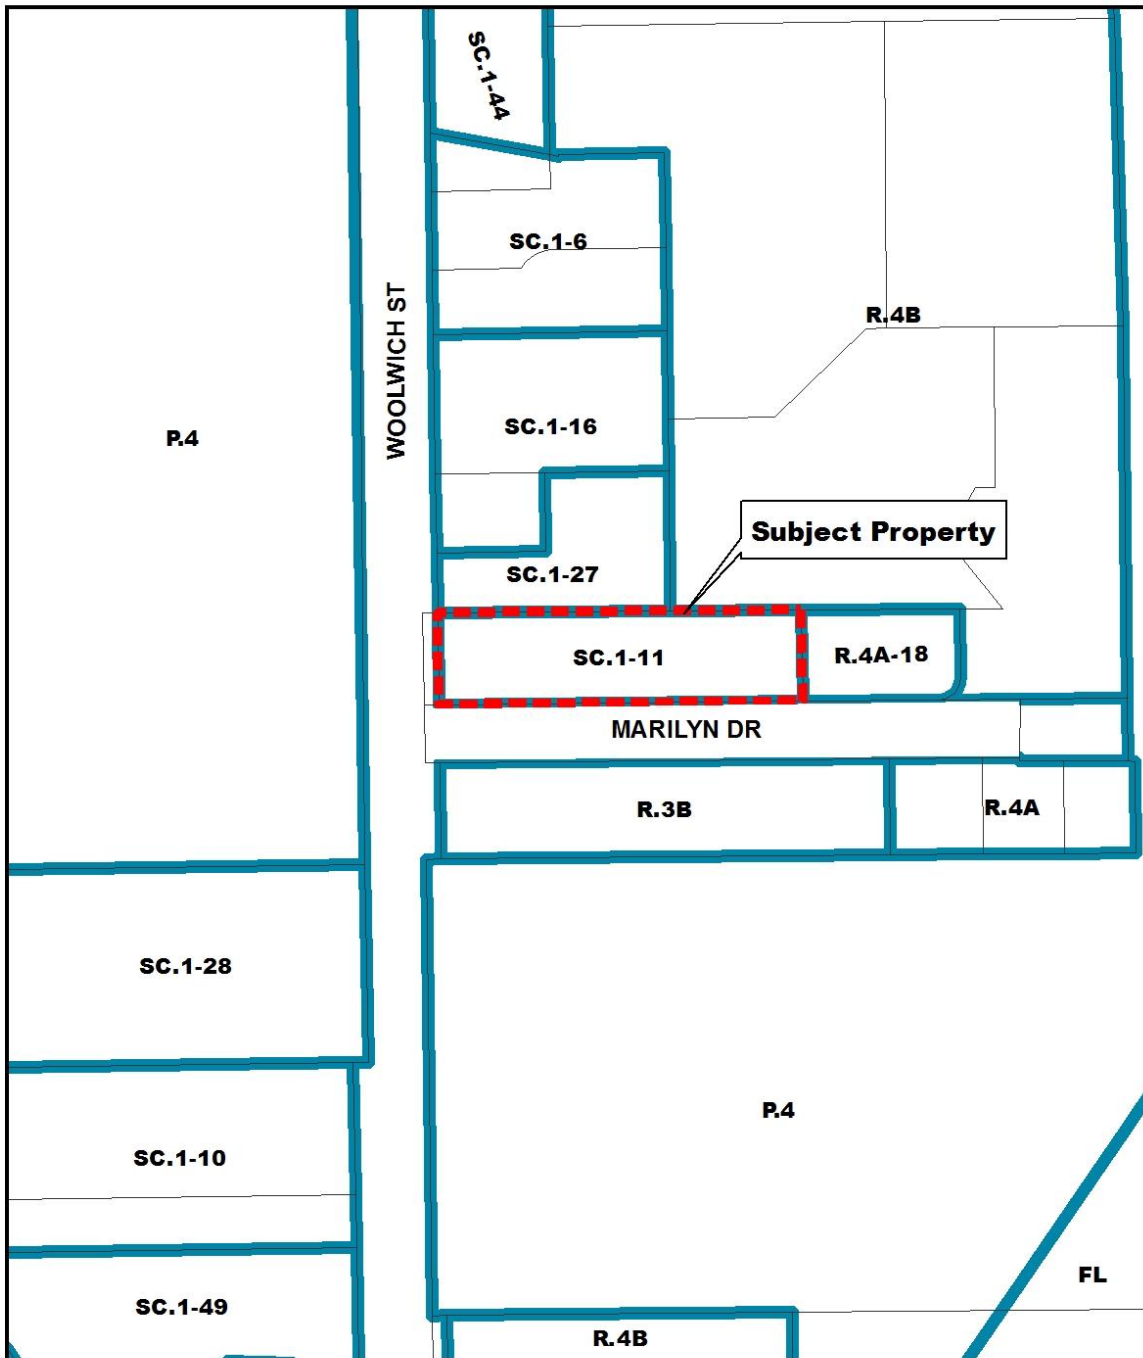 SC.1-44
SC.1-6
WOOLWICH ST
R.4B
SC.1-16
P.4
Subject Property
SC.1-27
SC.1-11
R.4A-18
MARILYN DR
R.3B
R.4A
SC.1-28
P.4
SC.1-10
FL
SC.1-49
R.4B